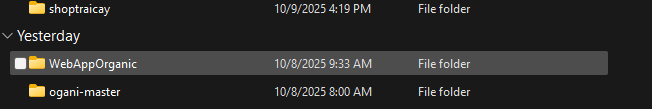 shoptraicay 10/9/2025 4:19 PM File folder
Yesterday
WebAppOrganic 10/8/2025 9:33 AM File folder
ogani-master 10/8/2025 8:00 AM File folder